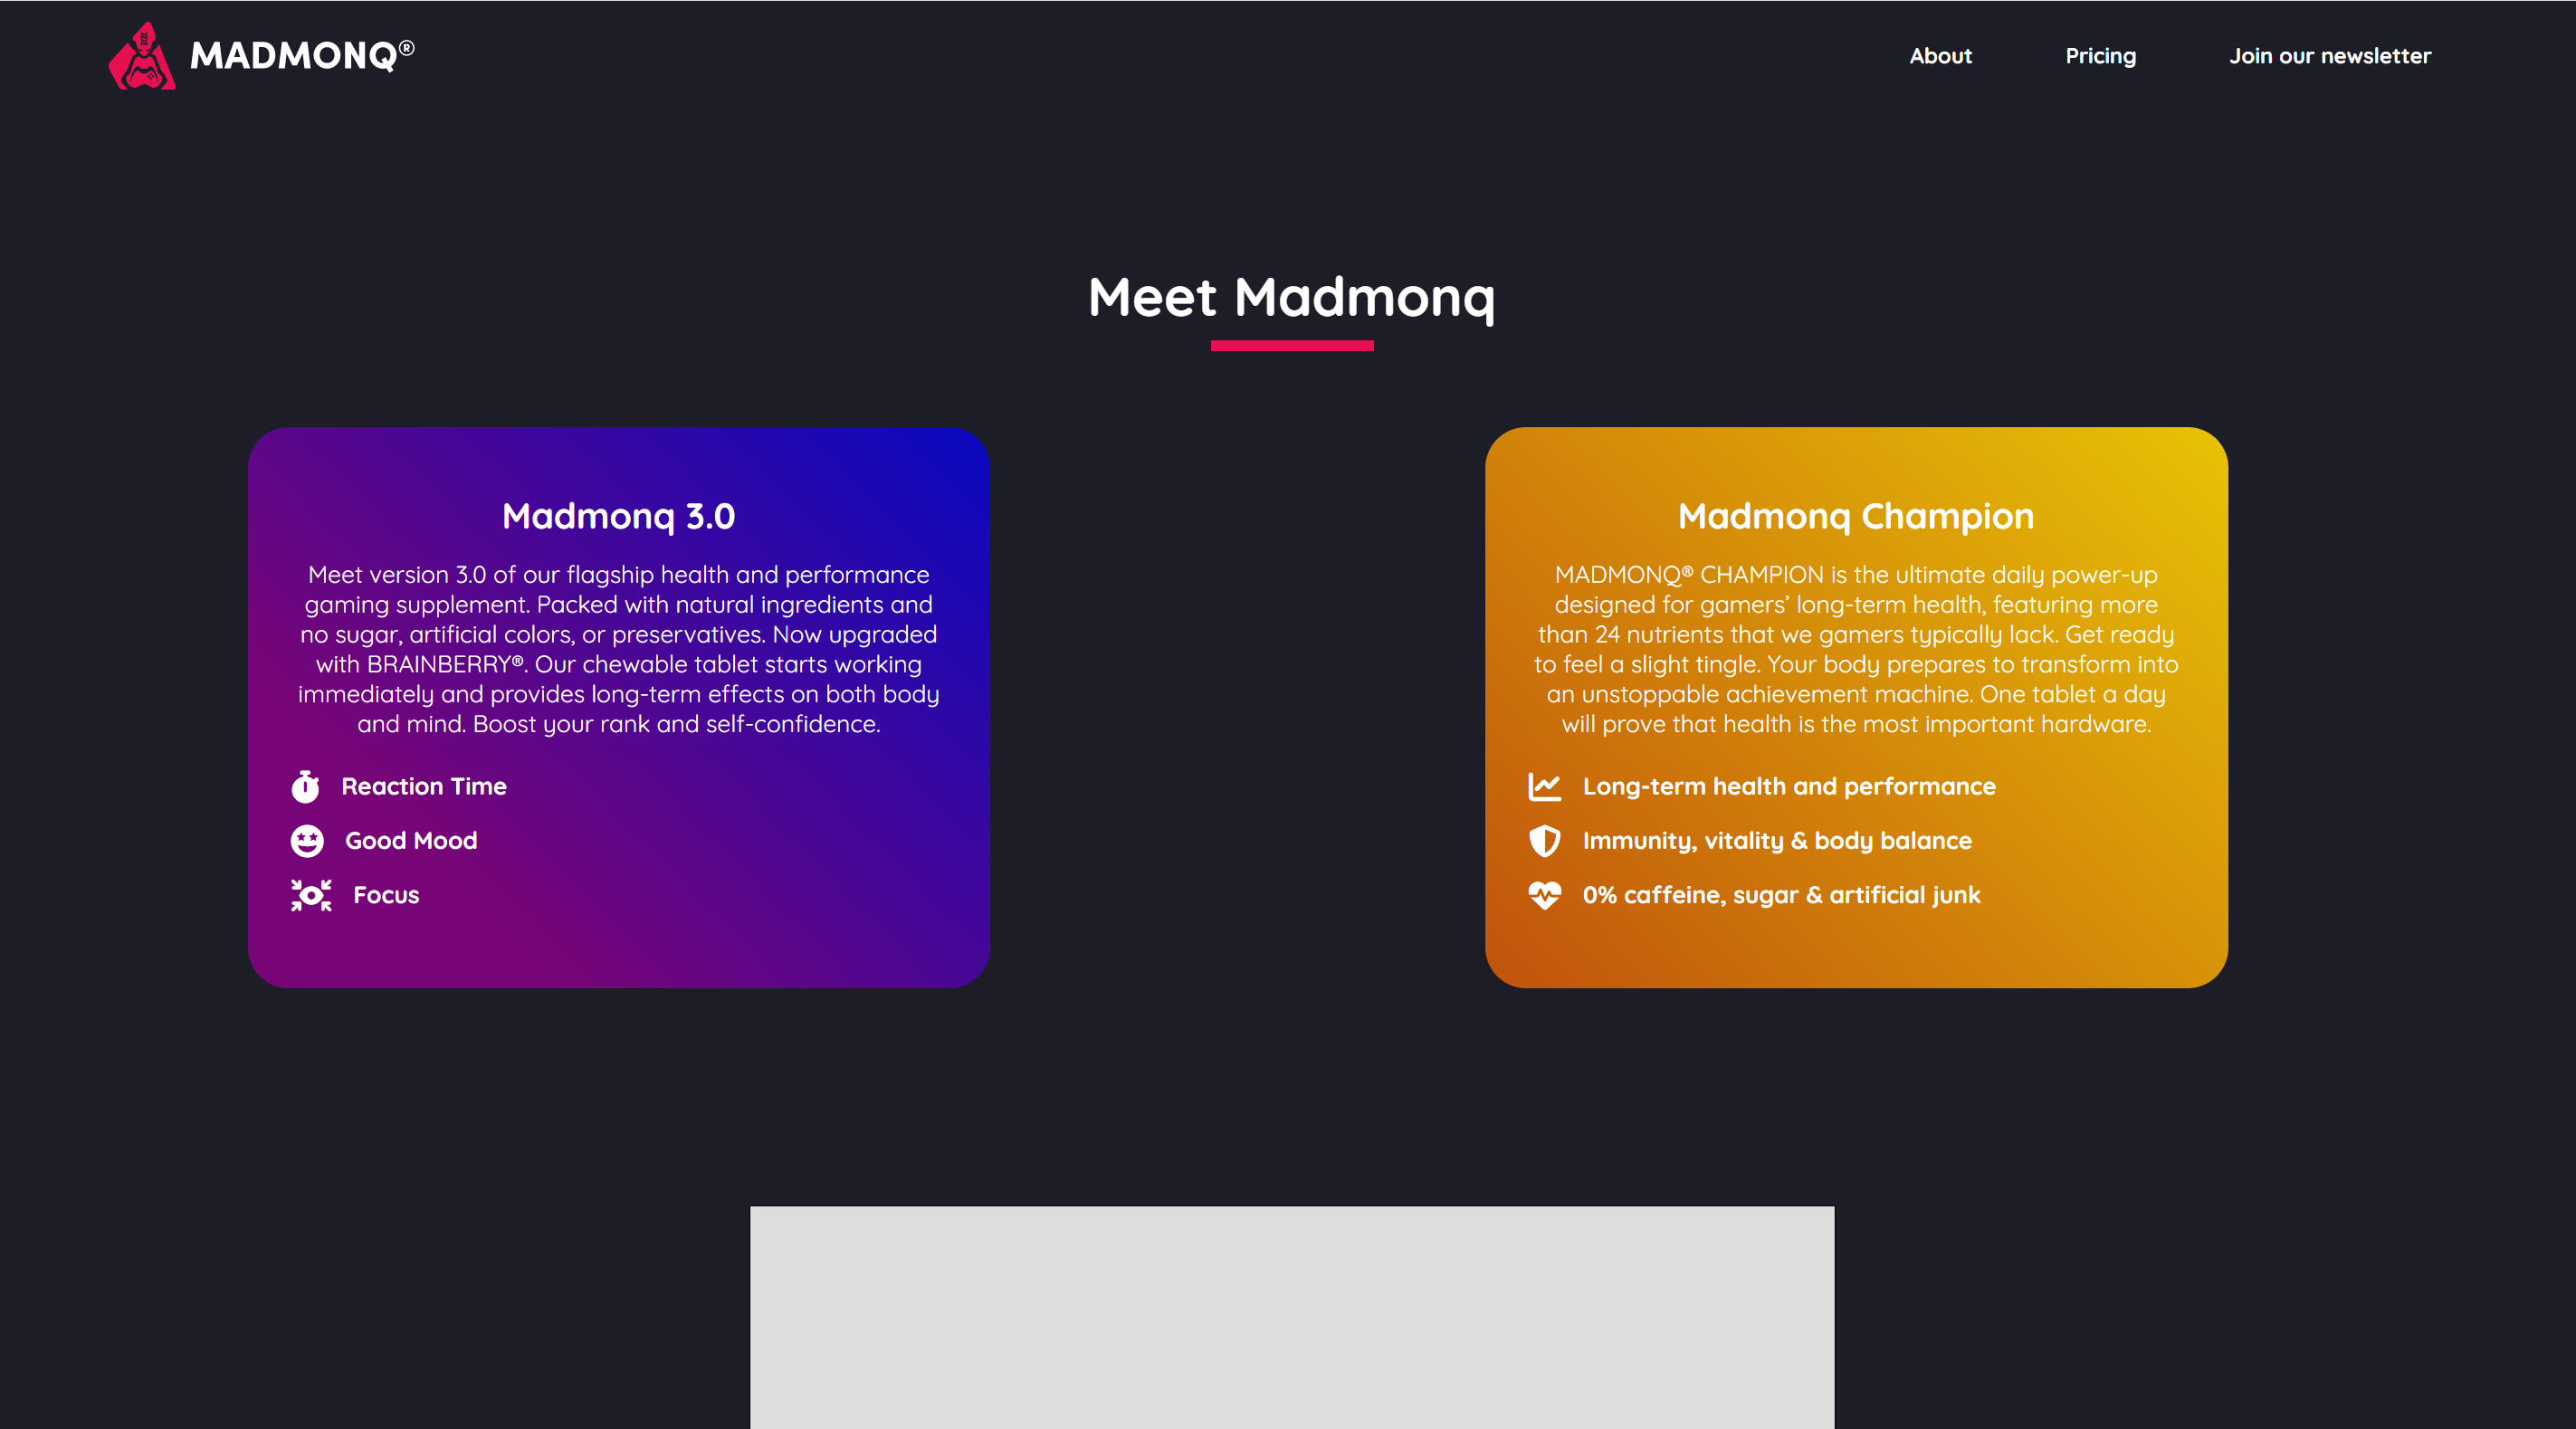 MADMONQ®
About
Pricing
Join our newsletter
Meet Madmonq
Madmonq 3.0
Meet version 3.0 of our flagship health and performance
gaming supplement. Packed with natural ingredients and
no sugar, artificial colors, or preservatives. Now upgraded
with BRAINBERRY®. Our chewable tablet starts working
immediately and provides long-term effects on both body
and mind. Boost your rank and self-confidence.
Reaction Time
Good Mood
Focus
Madmonq Champion
MADMONQ® CHAMPION is the ultimate daily power-up
designed for gamers’ long-term health, featuring more
than 24 nutrients that we gamers typically lack. Get ready
to feel a slight tingle. Your body prepares to transform into
an unstoppable achievement machine. One tablet a day
will prove that health is the most important hardware.
Long-term health and performance
Immunity, vitality & body balance
0% caffeine, sugar & artificial junk